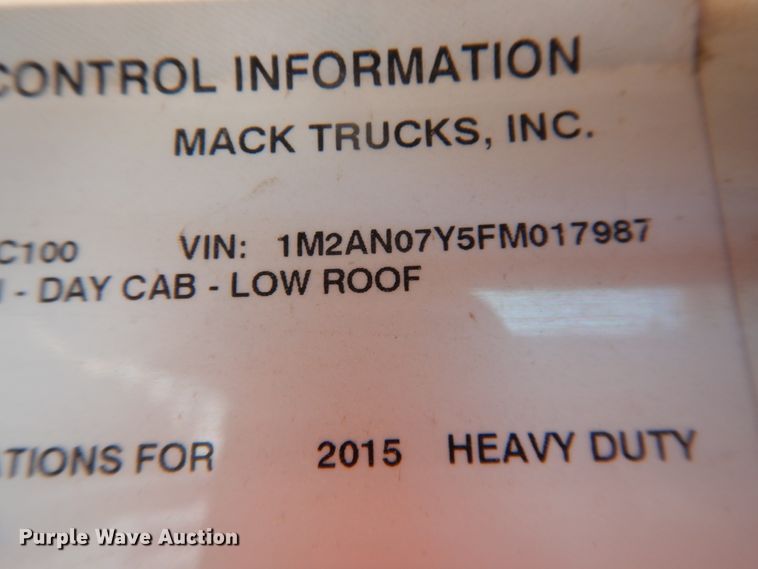 CONTROL INFORMATION
MACK TRUCKS, INC.
C100 VIN: 1M2AN07Y5FM017987
- DAY CAB - LOW ROOF
ATIONS FOR 2015 HEAVY DUTY
Purple Wave Auction